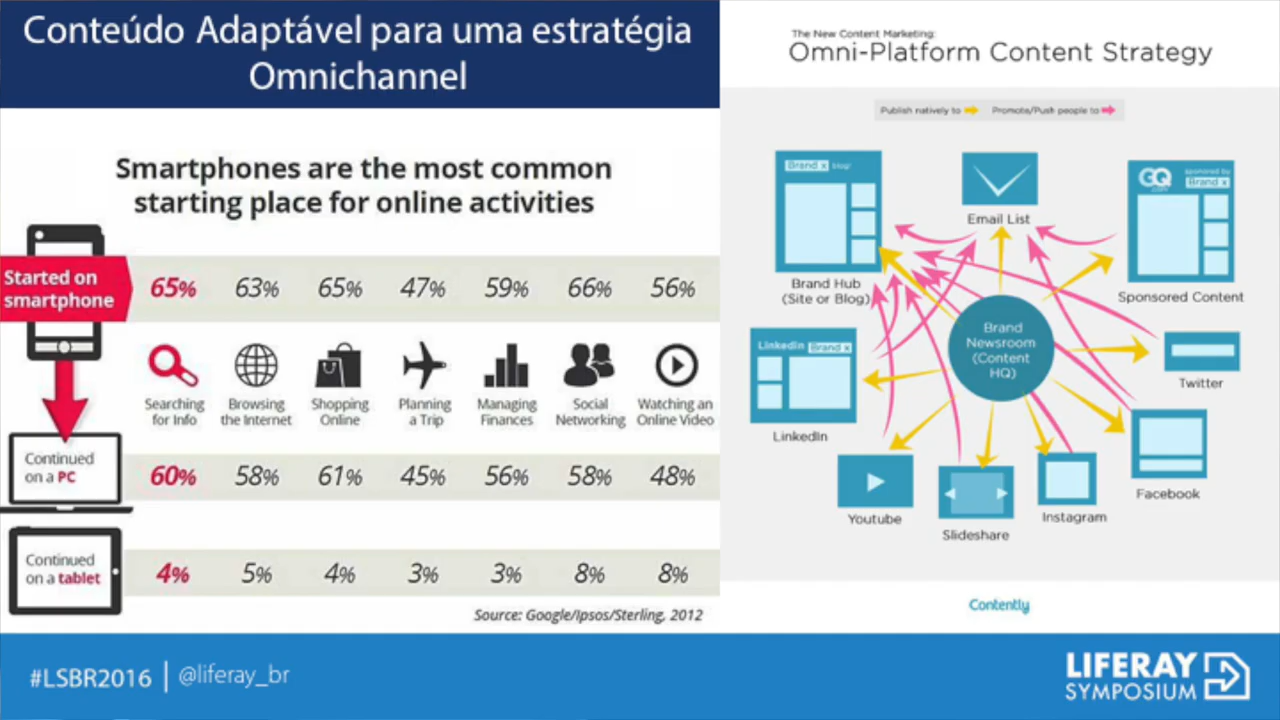 Conteúdo Adaptável para uma estratégia
Omnichannel
Smartphones are the most common
starting place for online activities
Started on
smartphone
65% 63% 65% 47% 59% 66% 56%
Searching
for Info
Browsing
the Internet
Shopping
Online
Planning
a Trip
Managing
Finances
Social
Networking
Watching an
Online Video
Continued
on a PC
60% 58% 61% 45% 56% 58% 48%
Continued
on a tablet
4% 5% 4% 3% 3% 8% 8%
Source: Google/Ipsos/Sterling, 2012
The New Content Marketing:
Omni-Platform Content Strategy
Publish natively to Promote/Push people to
Brand x blog!
Brand Hub
(Site or Blog)
Email List
GQ
.com
sponsored by
Brand x
Sponsored Content
Brand
Newsroom
(Content
HQ)
LinkedIn Brand x
LinkedIn
Twitter
Facebook
Youtube
Slideshare
Instagram
Contently
#LSBR2016 | @liferay_br
LIFERAY
SYMPOSIUM